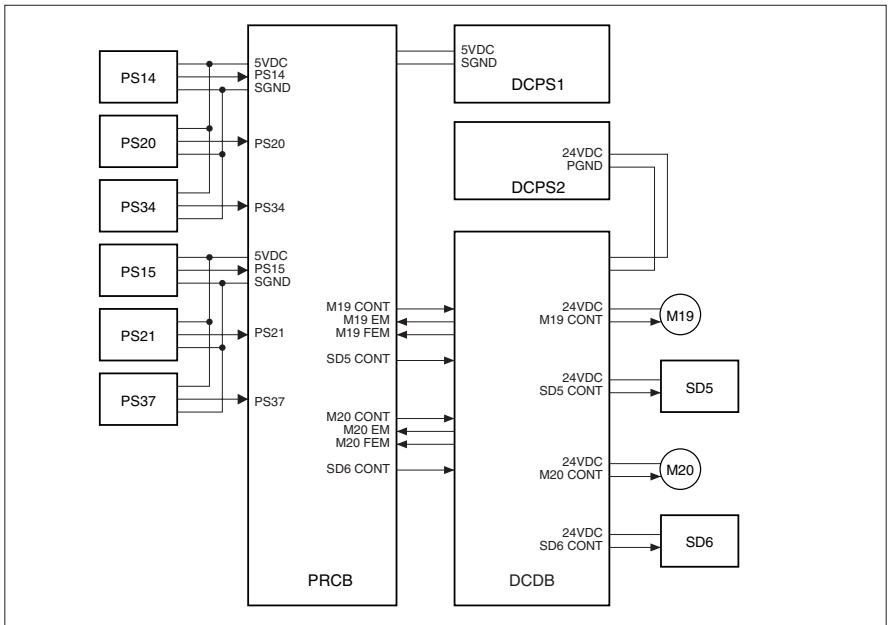 PS14
PS20
PS34
PS15
PS21
PS37
5VDC
PS14
SGND
PS20
PS34
5VDC
PS15
SGND
PS21
PS37
M19 CONT
M19 EM
M19 FEM
SD5 CONT
M20 CONT
M20 EM
M20 FEM
SD6 CONT
PRCB
5VDC
SGND
DCPS1
24VDC
PGND
DCPS2
24VDC
M19 CONT
24VDC
SD5 CONT
24VDC
M20 CONT
24VDC
SD6 CONT
DCDB
M19
SD5
M20
SD6